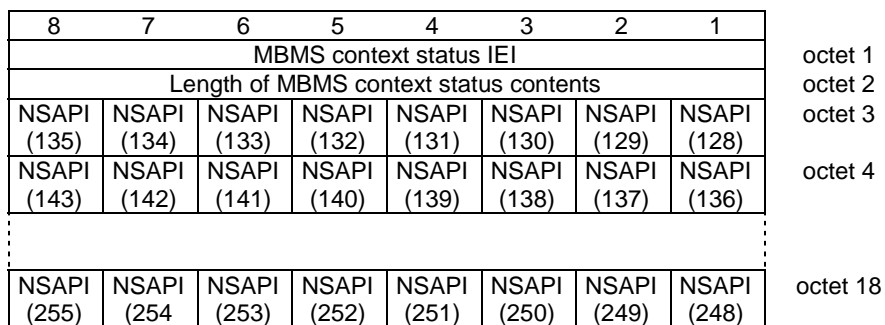 8 7 6 5 4 3 2 1
MBMS context status IEI octet 1
Length of MBMS context status contents octet 2
NSAPI NSAPI NSAPI NSAPI NSAPI NSAPI NSAPI NSAPI octet 3
(135) (134) (133) (132) (131) (130) (129) (128)
NSAPI NSAPI NSAPI NSAPI NSAPI NSAPI NSAPI NSAPI octet 4
(143) (142) (141) (140) (139) (138) (137) (136)
NSAPI NSAPI NSAPI NSAPI NSAPI NSAPI NSAPI NSAPI octet 18
(255) (254 (253) (252) (251) (250) (249) (248)